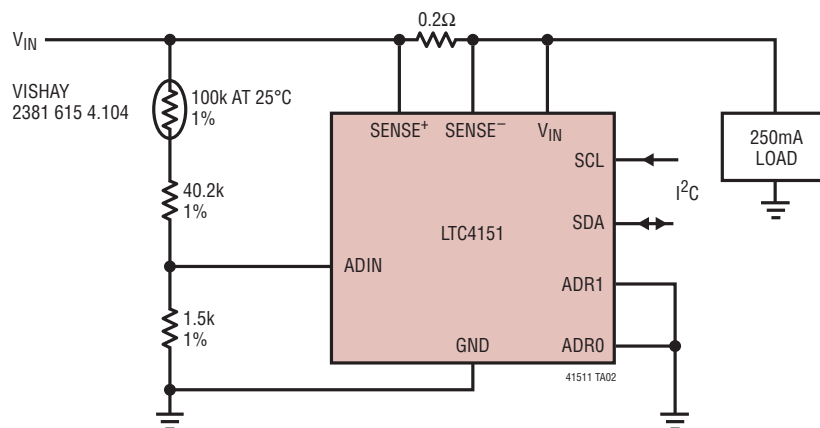 0.2Ω
VIN
VISHAY
2381 615 4.104
100k AT 25°C
1%
SENSE+
SENSE–
VIN
SCL
250mA
LOAD
I2C
40.2k
1%
SDA
LTC4151
ADIN
ADR1
1.5k
1%
GND
ADR0
41511 TA02